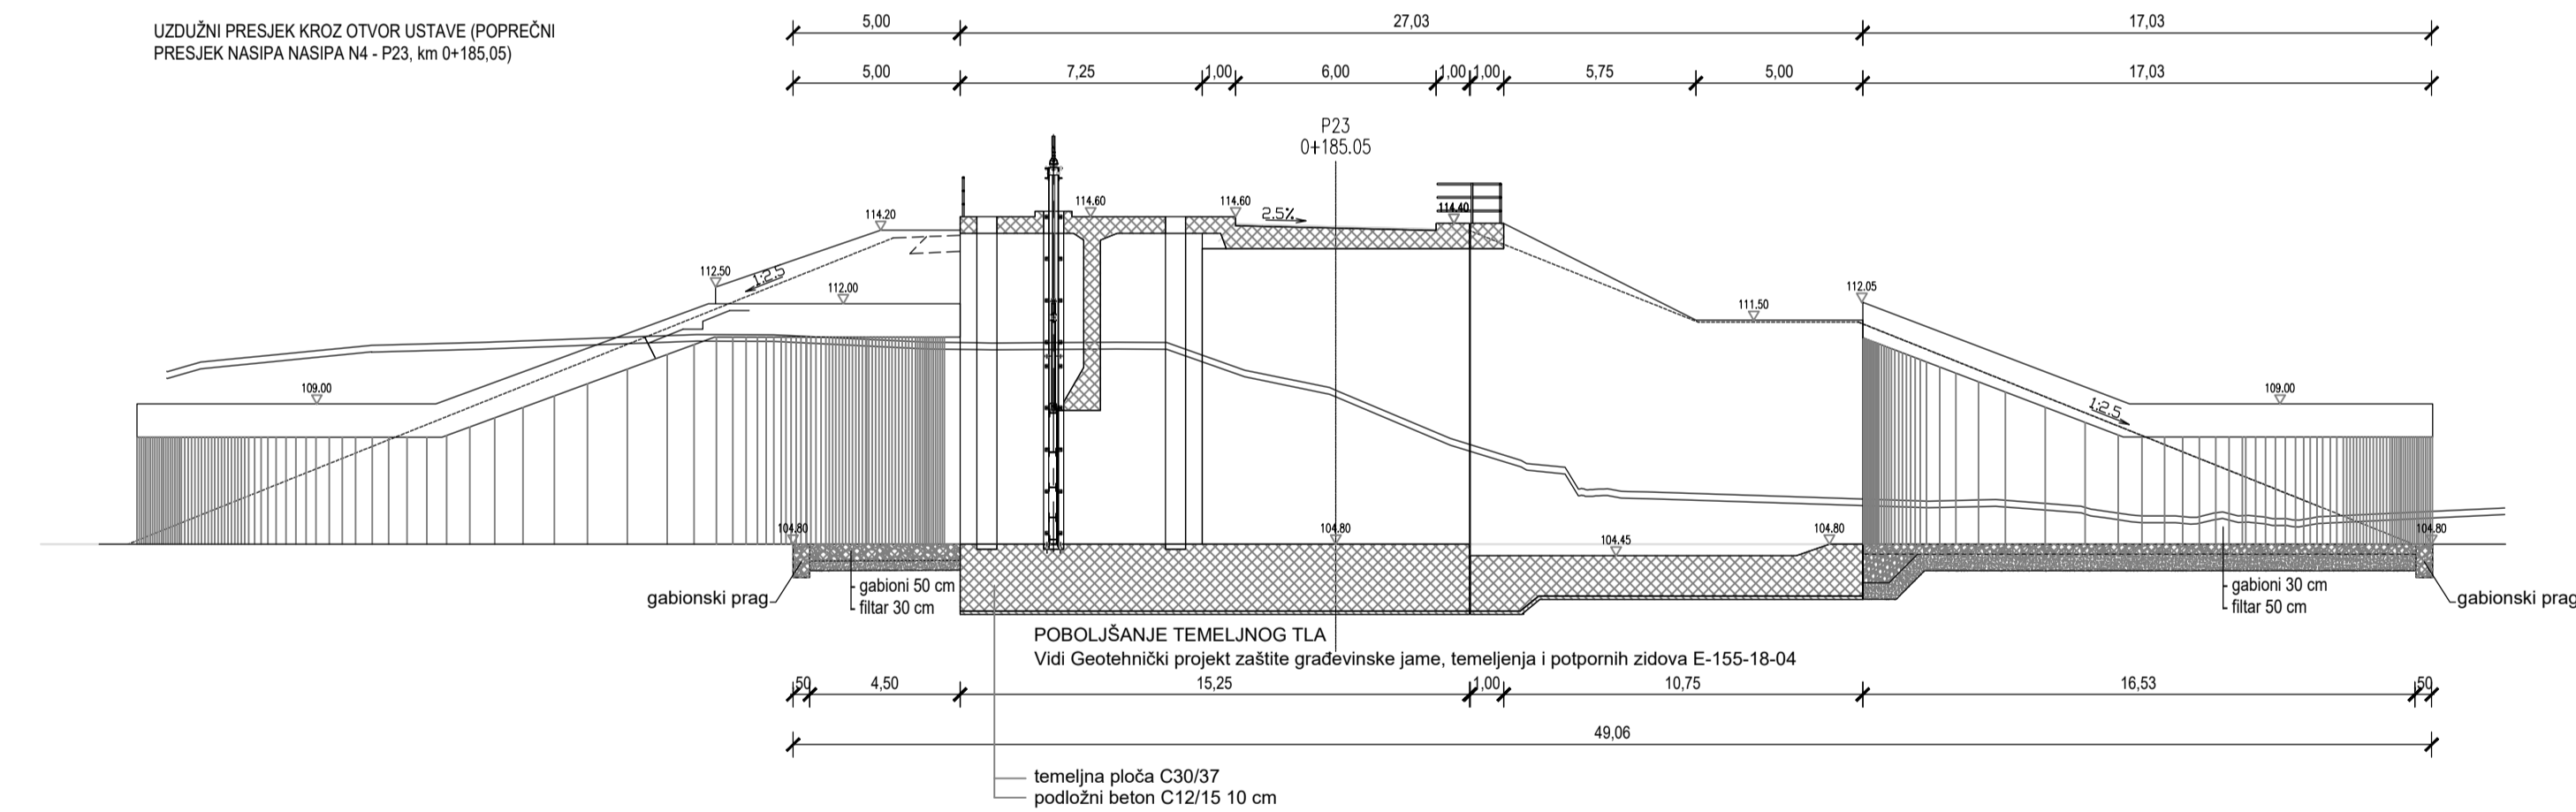 UZDUŽNI PRESJEK KROZ OTVOR USTAVE (POPREČNI
PRESJEK NASIPA NASIPA N4 - P23, km 0+185,05)
5,00 27,03 17,03
5,00 7,25 1,00 6,00 1,00 1,00 5,75 5,00 17,03
P23
0+185.05
114.20 114.60 114.60 2.5% 114.40
112.50 1:2.5 112.00 111.50 112.05
109.00 1:2.5 109.00
104.80 104.80 104.45 104.80 104.80
gabionski prag
gabioni 50 cm
filtar 30 cm
gabioni 30 cm
filtar 50 cm
gabionski prag
POBOLJŠANJE TEMELJNOG TLA
Vidi Geotehnički projekt zaštite građevinske jame, temeljenja i potpornih zidova E-155-18-04
50 4,50 15,25 1,00 10,75 16,53 50
49,06
temeljna ploča C30/37
podložni beton C12/15 10 cm